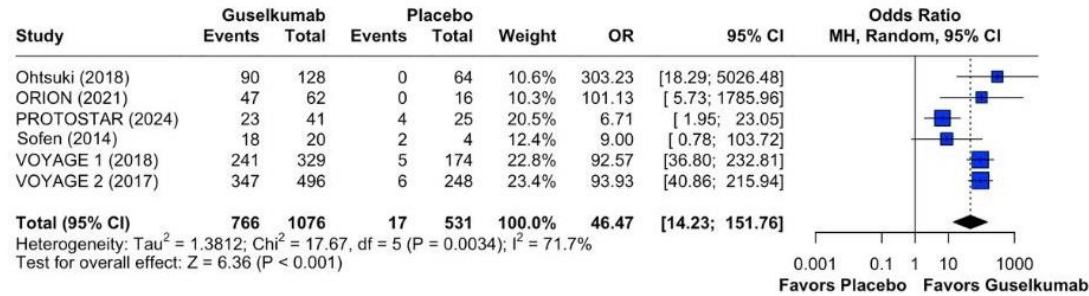 Guselkumab Placebo Odds Ratio
Study Events Total Events Total Weight OR 95% CI MH, Random, 95% CI
Ohtsuki (2018) 90 128 0 64 10.6% 303.23 [18.29; 5026.48]
ORION (2021) 47 62 0 16 10.3% 101.13 [ 5.73; 1785.96]
PROTOSTAR (2024) 23 41 4 25 20.5% 6.71 [ 1.95; 23.05]
Sofen (2014) 18 20 2 4 12.4% 9.00 [ 0.78; 103.72]
VOYAGE 1 (2018) 241 329 5 174 22.8% 92.57 [36.80; 232.81]
VOYAGE 2 (2017) 347 496 6 248 23.4% 93.93 [40.86; 215.94]
Total (95% CI) 766 1076 17 531 100.0% 46.47 [14.23; 151.76]
Heterogeneity: Tau² = 1.3812; Chi² = 17.67, df = 5 (P = 0.0034); I² = 71.7%
Test for overall effect: Z = 6.36 (P < 0.001)
0.001 0.1 1 10 1000
Favors Placebo Favors Guselkumab